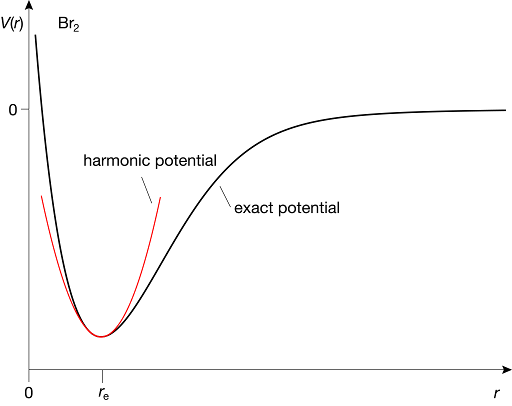 V(r)
Br₂
0
harmonic potential
exact potential
0
rₑ
r